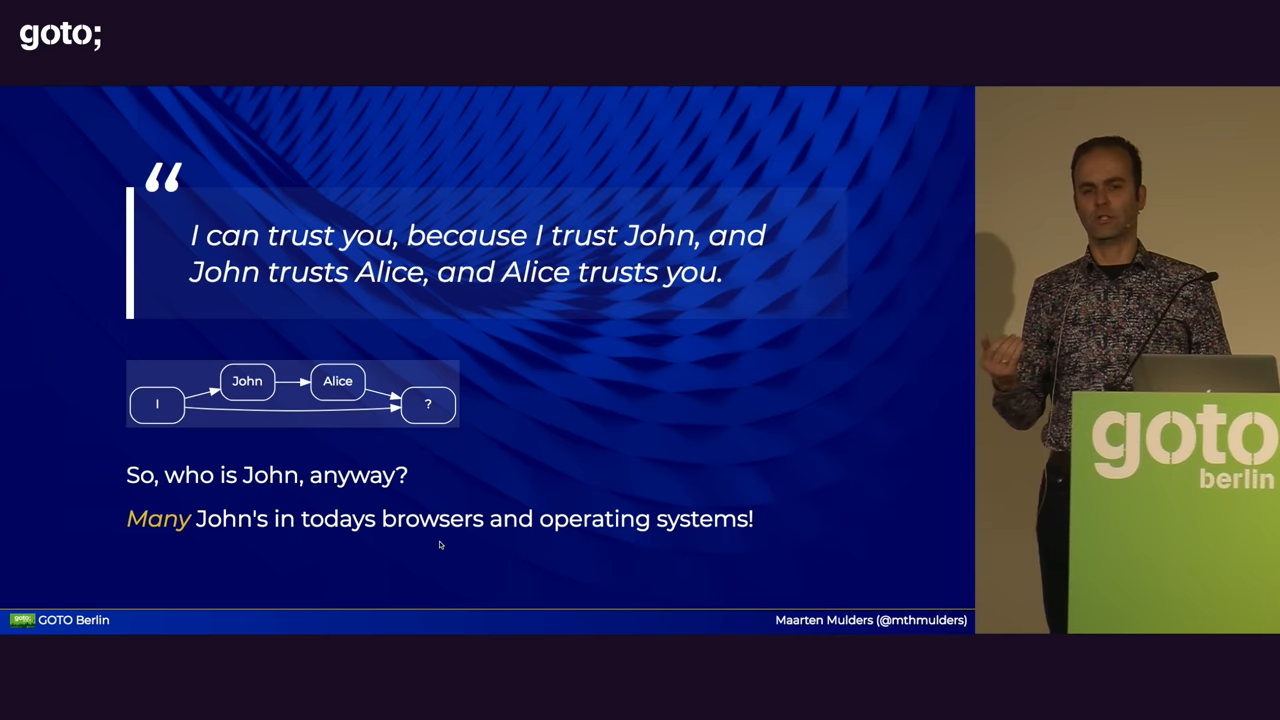 goto;
“
I can trust you, because I trust John, and
John trusts Alice, and Alice trusts you.
John
Alice
I
?
So, who is John, anyway?
Many John's in todays browsers and operating systems!
goto;
GOTO Berlin
Maarten Mulders (@mthmulders)
goto
berlin